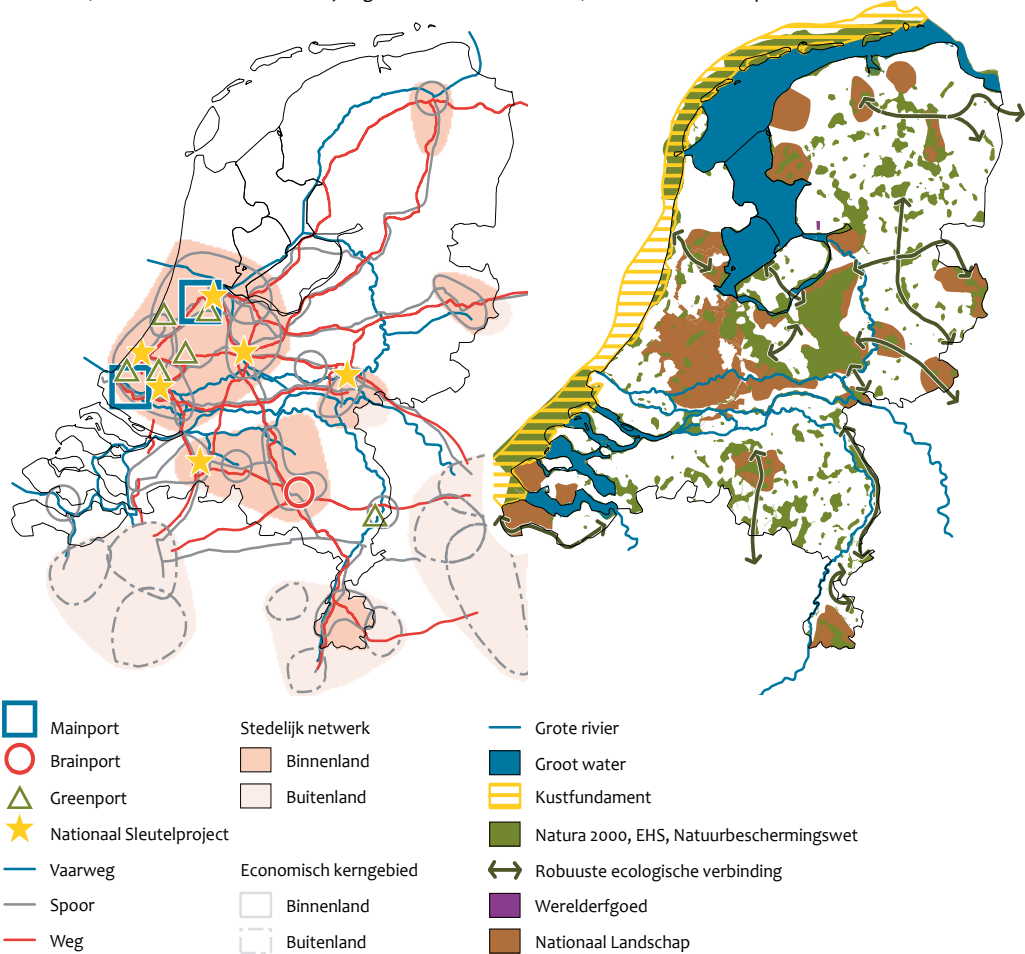 Mainport
Brainport
Greenport
Nationaal Sleutelproject
Vaarweg
Spoor
Weg
Stedelijk netwerk
Binnenland
Buitenland
Economisch kerngebied
Binnenland
Buitenland
Grote rivier
Groot water
Kustfundament
Natura 2000, EHS, Natuurbeschermingswet
Robuuste ecologische verbinding
Werelderfgoed
Nationaal Landschap